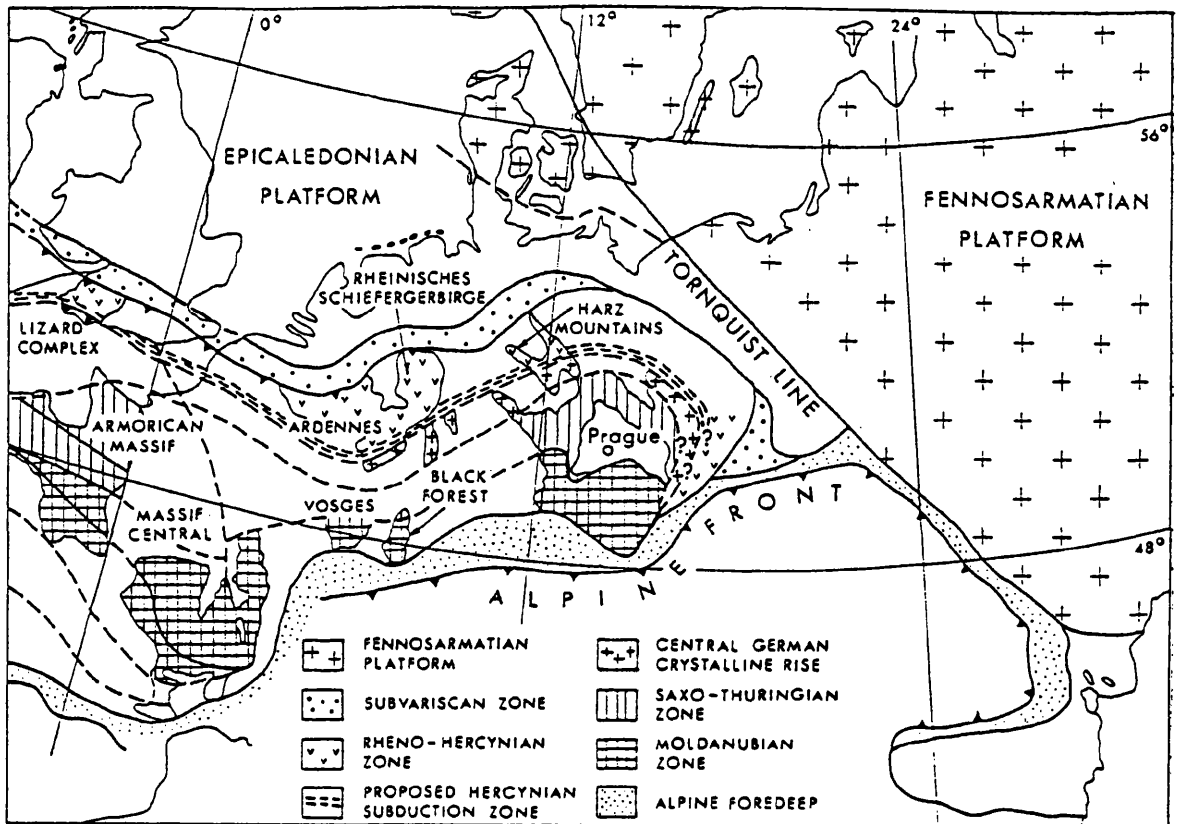 0°
12°
24°
56°
EPICALEDONIAN
PLATFORM
FENNOSARMATIAN
PLATFORM
TORNQUIST LINE
RHEINISCHES
SCHIEFERGERBIRGE
HARZ
MOUNTAINS
LIZARD
COMPLEX
ARMORICAN
MASSIF
ARDENNES
Prague
? + ?
? ?
BLACK
FOREST
VOSGES
MASSIF
CENTRAL
48°
ALPINE FRONT
FENNOSARMATIAN
PLATFORM
SUBVARISCAN ZONE
RHENO-HERCYNIAN
ZONE
PROPOSED HERCYNIAN
SUBDUCTION ZONE
CENTRAL GERMAN
CRYSTALLINE RISE
SAXO-THURINGIAN
ZONE
MOLDANUBIAN
ZONE
ALPINE FOREDEEP